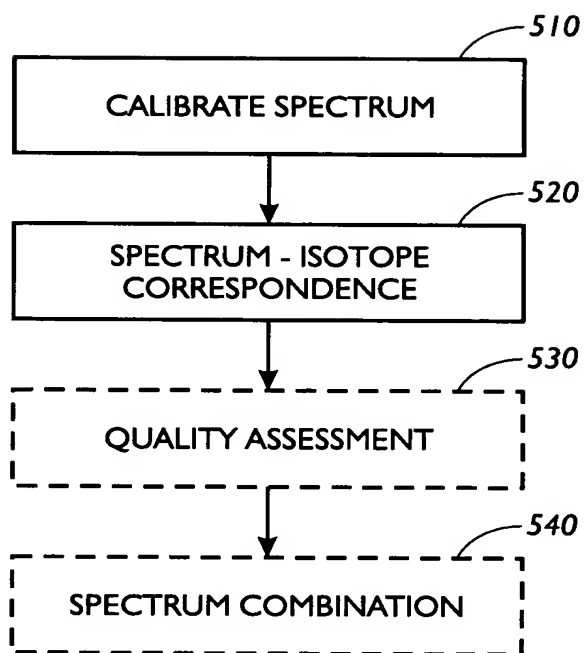 510
CALIBRATE SPECTRUM
520
SPECTRUM - ISOTOPE
CORRESPONDENCE
530
QUALITY ASSESSMENT
540
SPECTRUM COMBINATION